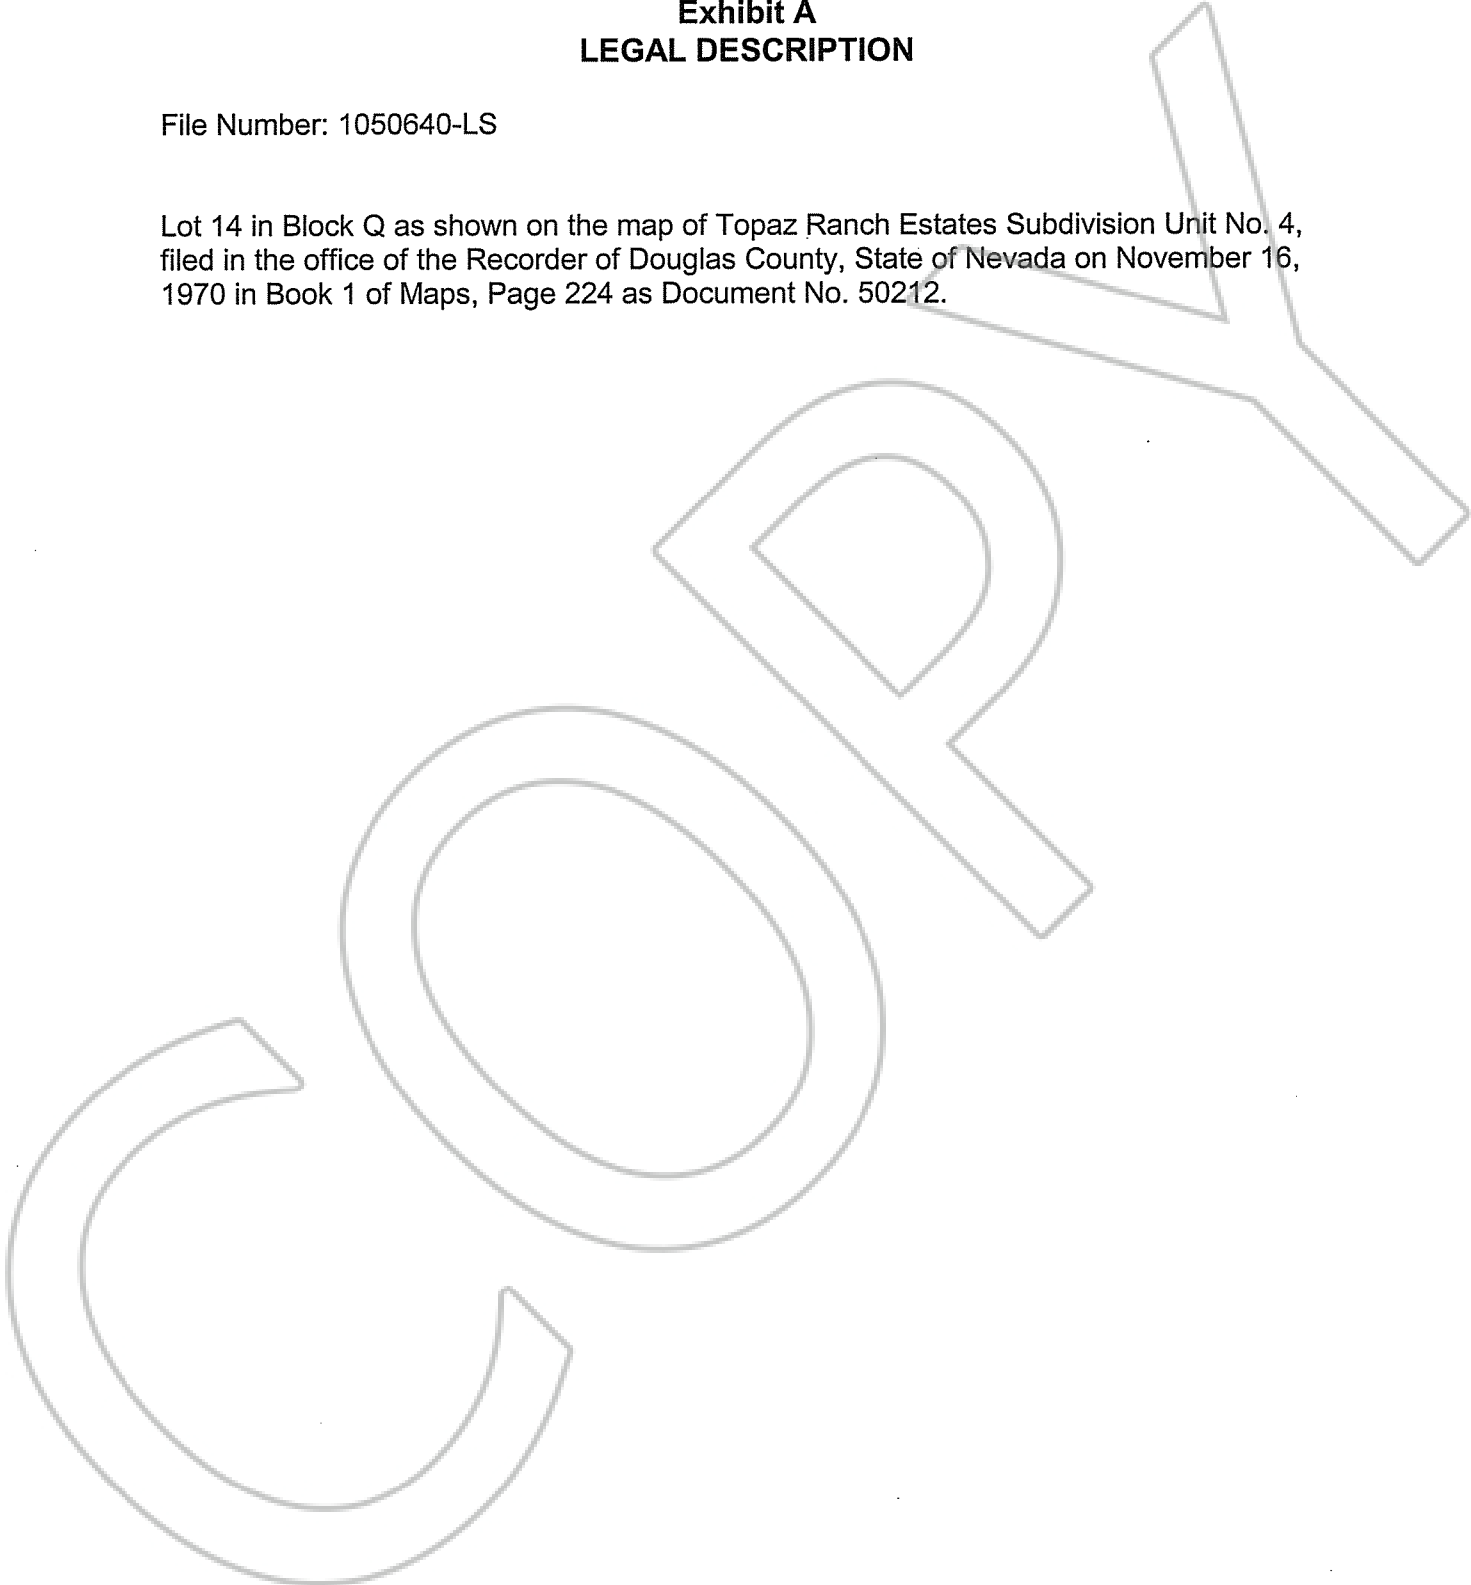 Exhibit A
LEGAL DESCRIPTION
File Number: 1050640-LS
Lot 14 in Block Q as shown on the map of Topaz Ranch Estates Subdivision Unit No. 4,
filed in the office of the Recorder of Douglas County, State of Nevada on November 16,
1970 in Book 1 of Maps, Page 224 as Document No. 50212.
COPY